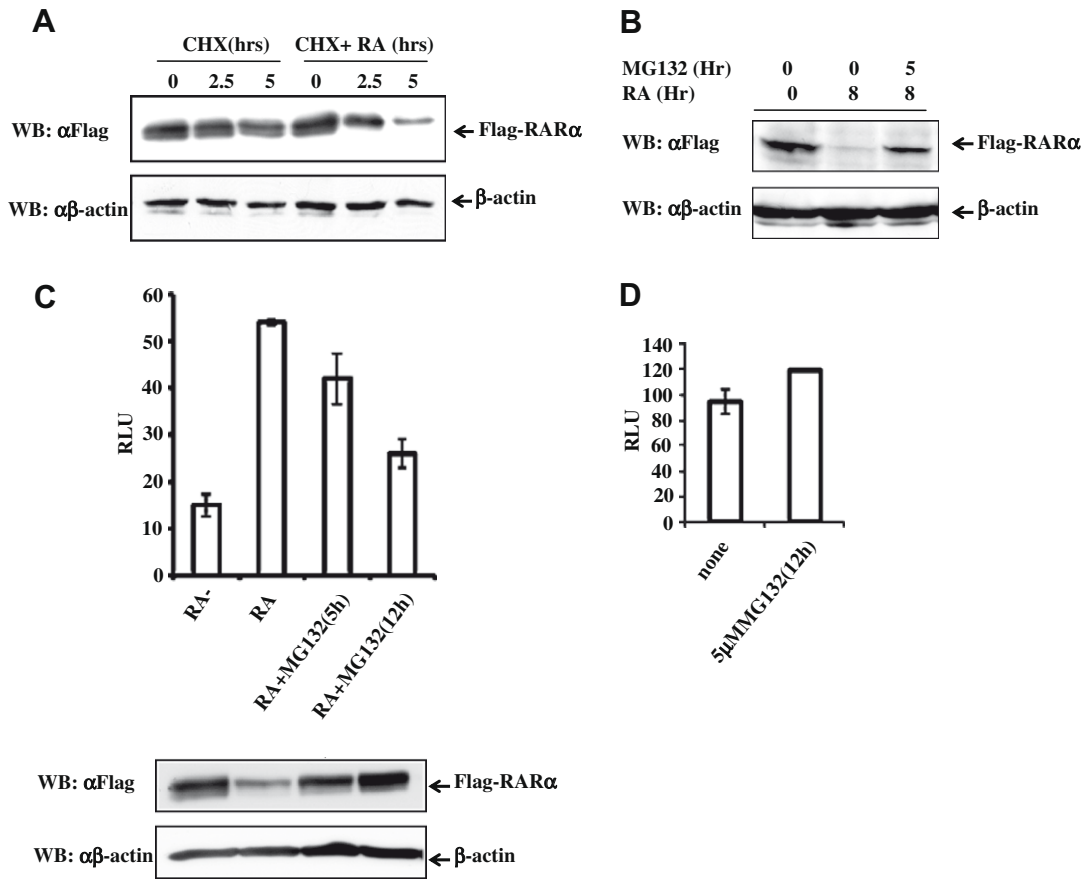 A
CHX(hrs) CHX+ RA (hrs)
0 2.5 5 0 2.5 5
WB: αFlag ← Flag-RARα
WB: αβ-actin ← β-actin
B
MG132 (Hr) 0 0 5
RA (Hr) 0 8 8
WB: αFlag ← Flag-RARα
WB: αβ-actin ← β-actin
C
60
50
40
30
20
10
0
RLU
RA-
RA
RA+MG132(5h)
RA+MG132(12h)
WB: αFlag ← Flag-RARα
WB: αβ-actin ← β-actin
D
140
120
100
80
60
40
20
0
RLU
none
5μMMG132(12h)